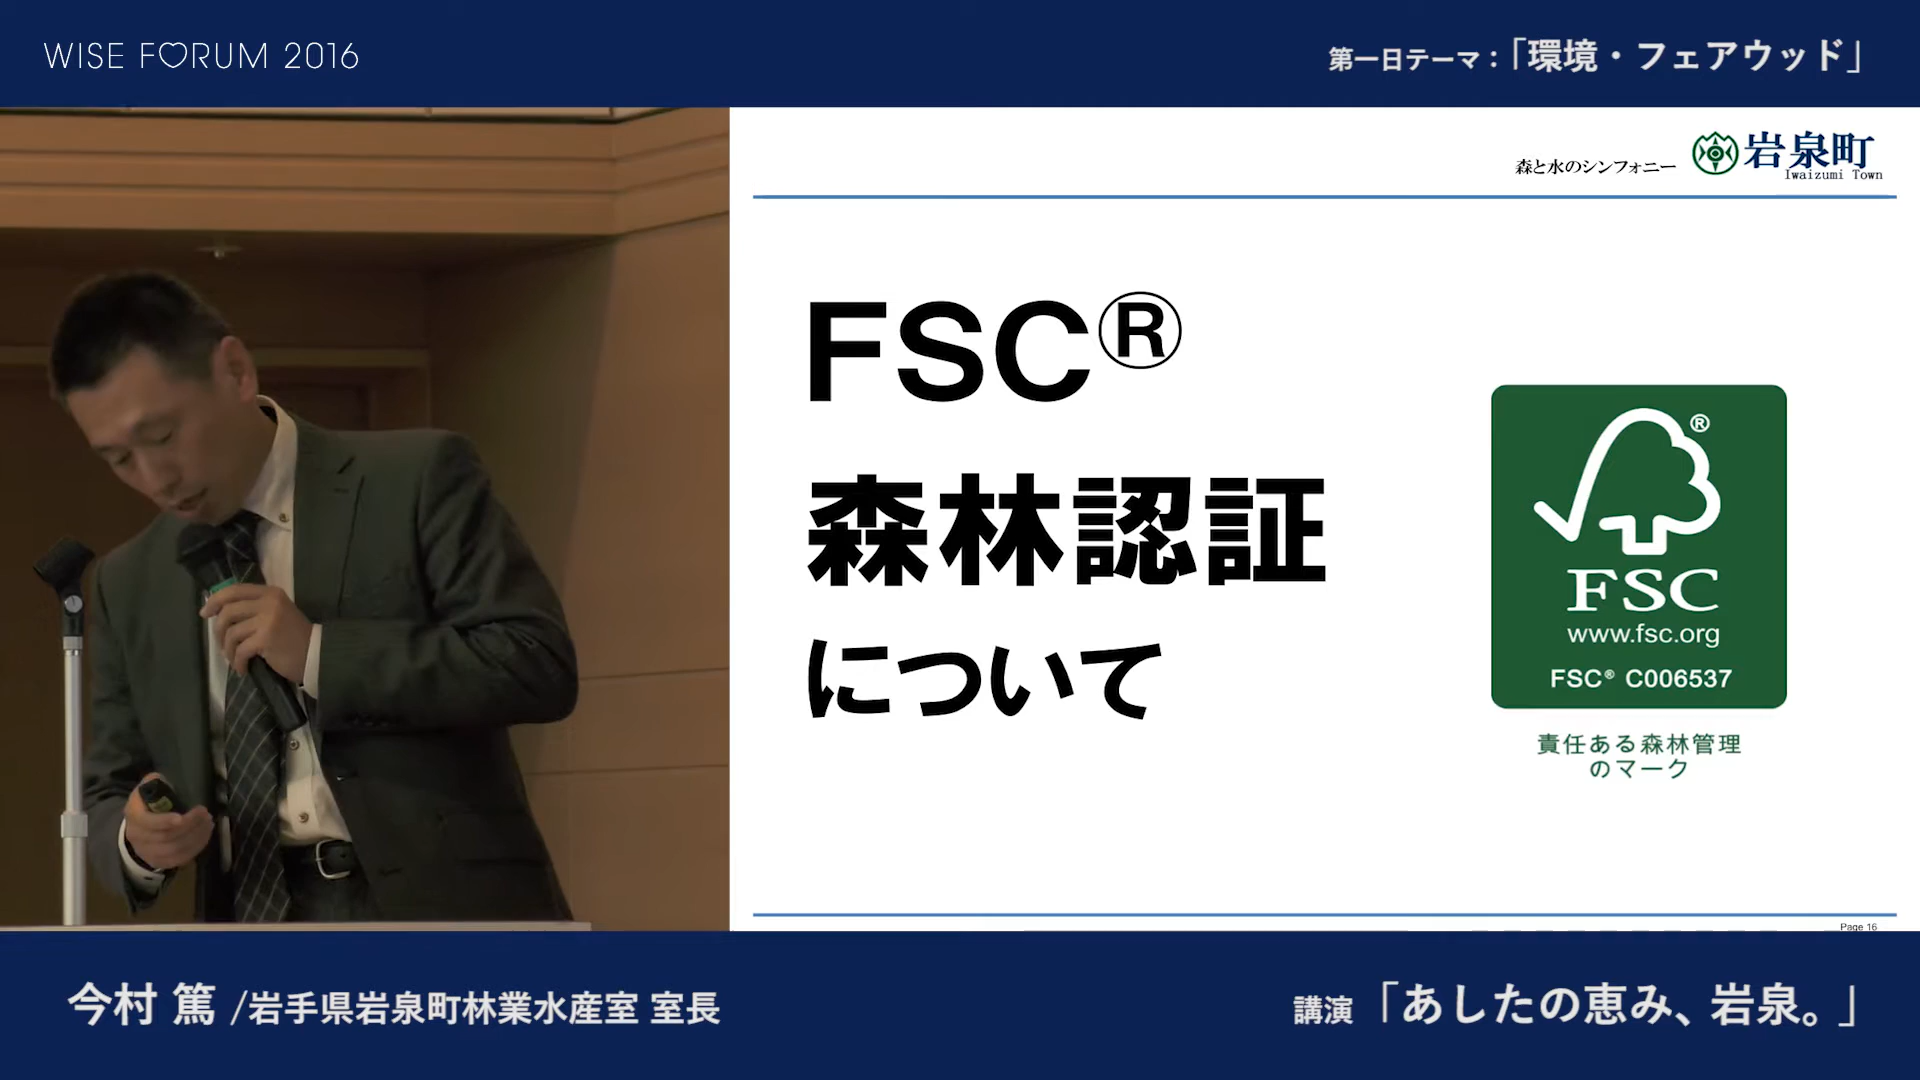 WISE FORUM 2016
第一日テーマ：「環境・フェアウッド」
森と水のシンフォニー
岩泉町
Iwaizumi Town
FSC®
森林認証
について
®
FSC
www.fsc.org
FSC® C006537
責任ある森林管理
のマーク
Page 16
今村 篤 /岩手県岩泉町林業水産室 室長
講演「あしたの恵み、岩泉。」